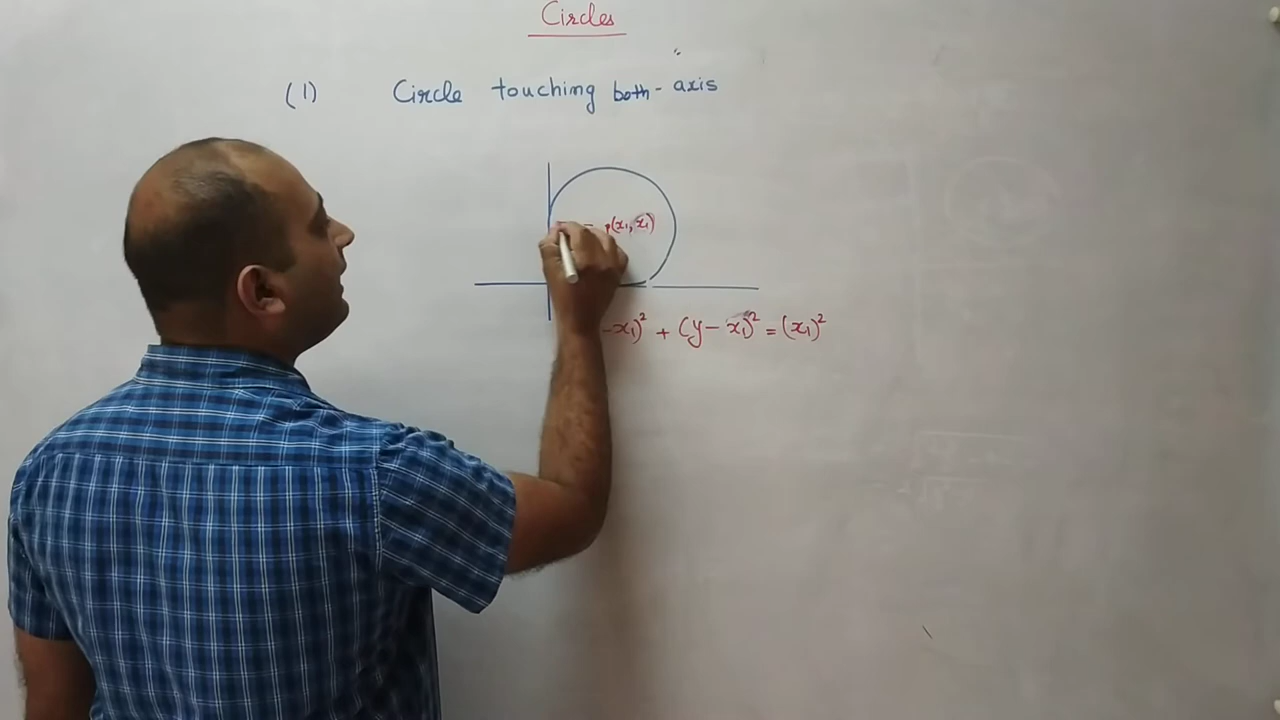 Circles
(1) Circle touching both - axis
(x₁, x₁)
-x₁)² + (y - x₁)² = (x₁)²